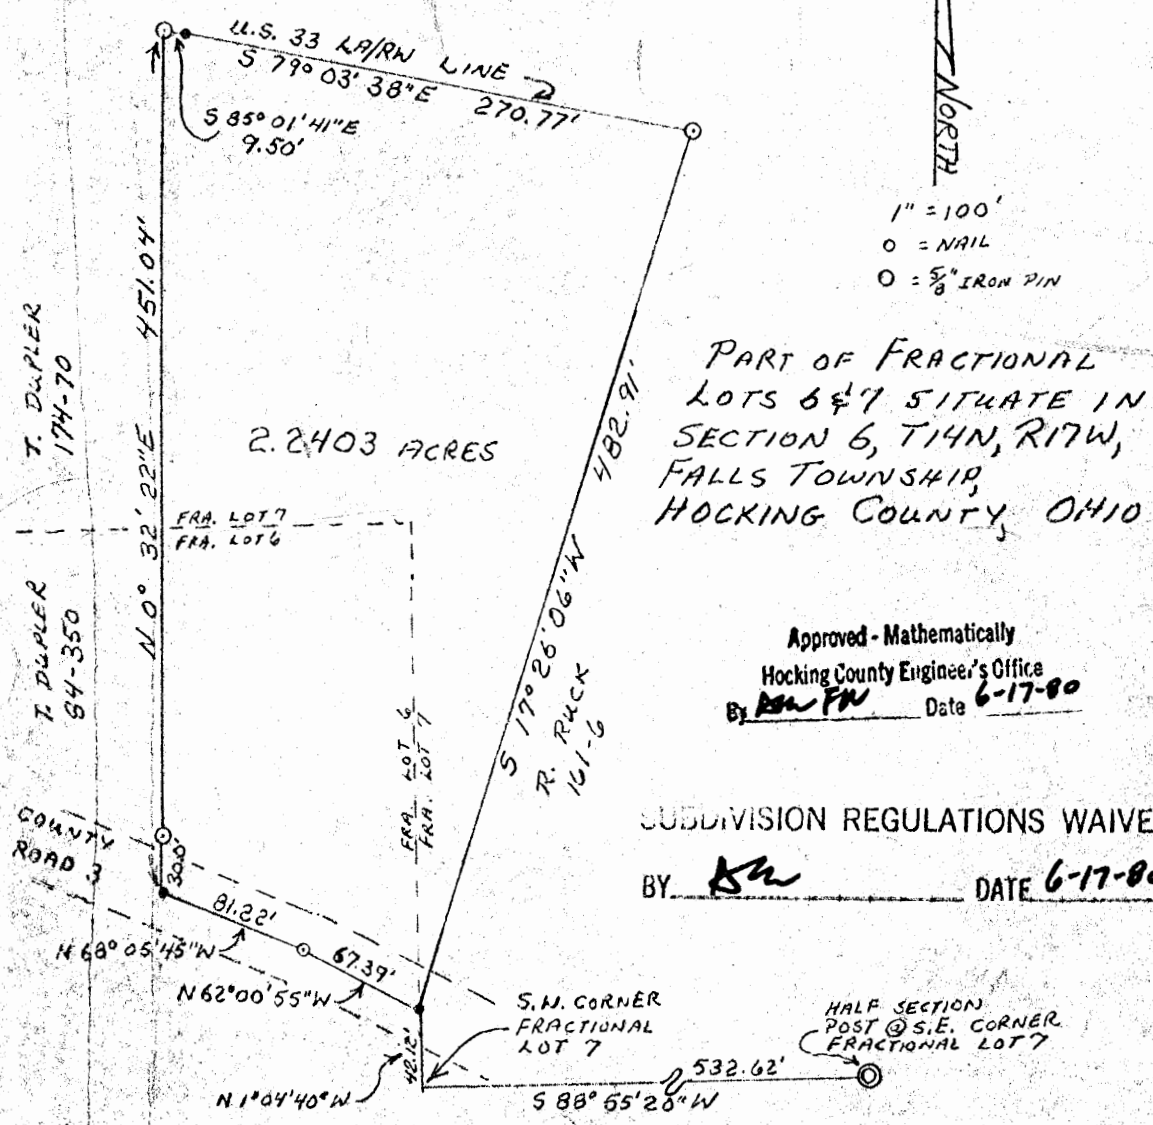 U.S. 33 LA/RW LINE
S 79° 03' 38"E 270.77'
S 85° 01' 41"E
9.50'
NORTH
1" = 100'
O = NAIL
O = 5/8" IRON PIN
T. DUPLER
174-70
N 0° 32' 22"E 451.04'
2.2403 ACRES
482.91'
S 17° 26' 06" W
R. RUCK
161-6
PART OF FRACTIONAL
LOTS 6 & 7 SITUATE IN
SECTION 6, T14N, R17W,
FALLS TOWNSHIP,
HOCKING COUNTY, OHIO
FRA. LOT 7
FRA. LOT 6
T. DUPLER
84-350
FRA. LOT 6
FRA. LOT 7
Approved - Mathematically
Hocking County Engineer's Office
By Date 6-17-80
SUBDIVISION REGULATIONS WAIVE
BY DATE 6-17-80
COUNTY
ROAD 3
30.0'
81.22'
N 68° 05' 45" W
67.39'
N 62° 00' 55" W
42.12'
N 1° 04' 40" W
S.W. CORNER
FRACTIONAL
LOT 7
HALF SECTION
POST @ S.E. CORNER
FRACTIONAL LOT 7
532.62'
S 88° 55' 20" W